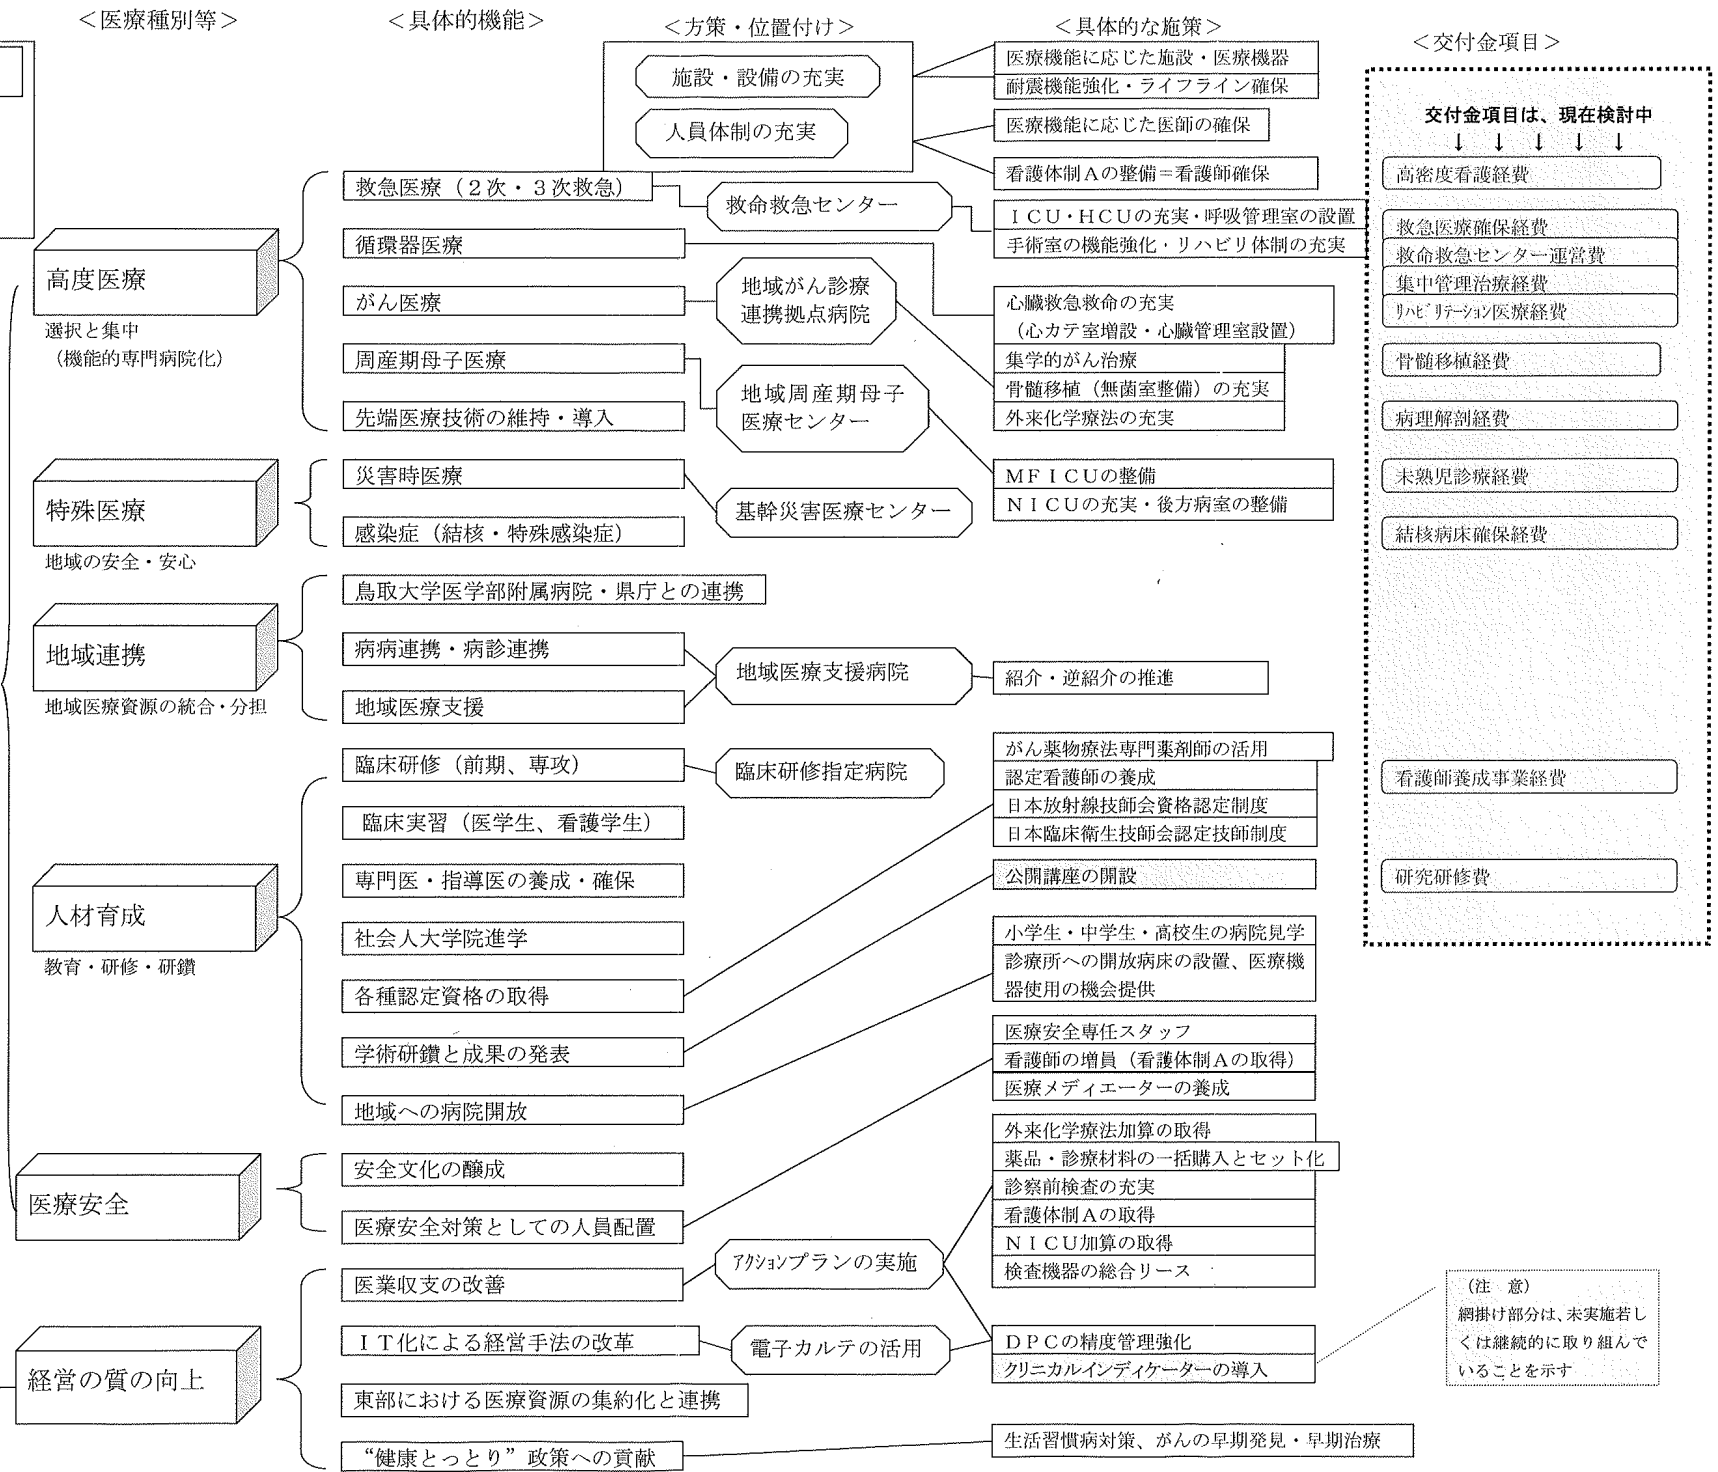 ＜医療種別等＞
＜具体的機能＞
＜方策・位置付け＞
＜具体的な施策＞
＜交付金項目＞
施設・設備の充実
人員体制の充実
医療機能に応じた施設・医療機器
耐震機能強化・ライフライン確保
医療機能に応じた医師の確保
看護体制Ａの整備＝看護師確保
交付金項目は、現在検討中
↓ ↓ ↓ ↓ ↓
高密度看護経費
救急医療確保経費
救命救急センター運営費
集中管理治療経費
ﾘﾊﾋﾞﾘﾃｰｼｮﾝ医療経費
骨髄移植経費
病理解剖経費
未熟児診療経費
結核病床確保経費
看護師養成事業経費
研究研修費
高度医療
選択と集中
（機能的専門病院化）
救急医療（２次・３次救急）
循環器医療
がん医療
周産期母子医療
先端医療技術の維持・導入
救命救急センター
地域がん診療
連携拠点病院
地域周産期母子
医療センター
ＩＣＵ・ＨＣＵの充実・呼吸管理室の設置
手術室の機能強化・リハビリ体制の充実
心臓救急救命の充実
（心カテ室増設・心臓管理室設置）
集学的がん治療
骨髄移植（無菌室整備）の充実
外来化学療法の充実
ＭＦＩＣＵの整備
ＮＩＣＵの充実・後方病室の整備
特殊医療
地域の安全・安心
災害時医療
感染症（結核・特殊感染症）
基幹災害医療センター
地域連携
地域医療資源の統合・分担
鳥取大学医学部附属病院・県庁との連携
病病連携・病診連携
地域医療支援
地域医療支援病院
紹介・逆紹介の推進
人材育成
教育・研修・研鑽
臨床研修（前期、専攻）
臨床実習（医学生、看護学生）
専門医・指導医の養成・確保
社会人大学院進学
各種認定資格の取得
学術研鑽と成果の発表
地域への病院開放
臨床研修指定病院
がん薬物療法専門薬剤師の活用
認定看護師の養成
日本放射線技師会資格認定制度
日本臨床衛生技師会認定技師制度
公開講座の開設
小学生・中学生・高校生の病院見学
診療所への開放病床の設置、医療機
器使用の機会提供
医療安全
安全文化の醸成
医療安全対策としての人員配置
医療安全専任スタッフ
看護師の増員（看護体制Ａの取得）
医療メディエーターの養成
経営の質の向上
医業収支の改善
ＩＴ化による経営手法の改革
東部における医療資源の集約化と連携
“健康とっとり”政策への貢献
ｱｸｼｮﾝプランの実施
電子カルテの活用
外来化学療法加算の取得
薬品・診療材料の一括購入とセット化
診察前検査の充実
看護体制Ａの取得
ＮＩＣＵ加算の取得
検査機器の総合リース
ＤＰＣの精度管理強化
クリニカルインディケーターの導入
生活習慣病対策、がんの早期発見・早期治療
（注　意）
網掛け部分は、未実施若し
くは継続的に取り組んで
いることを示す